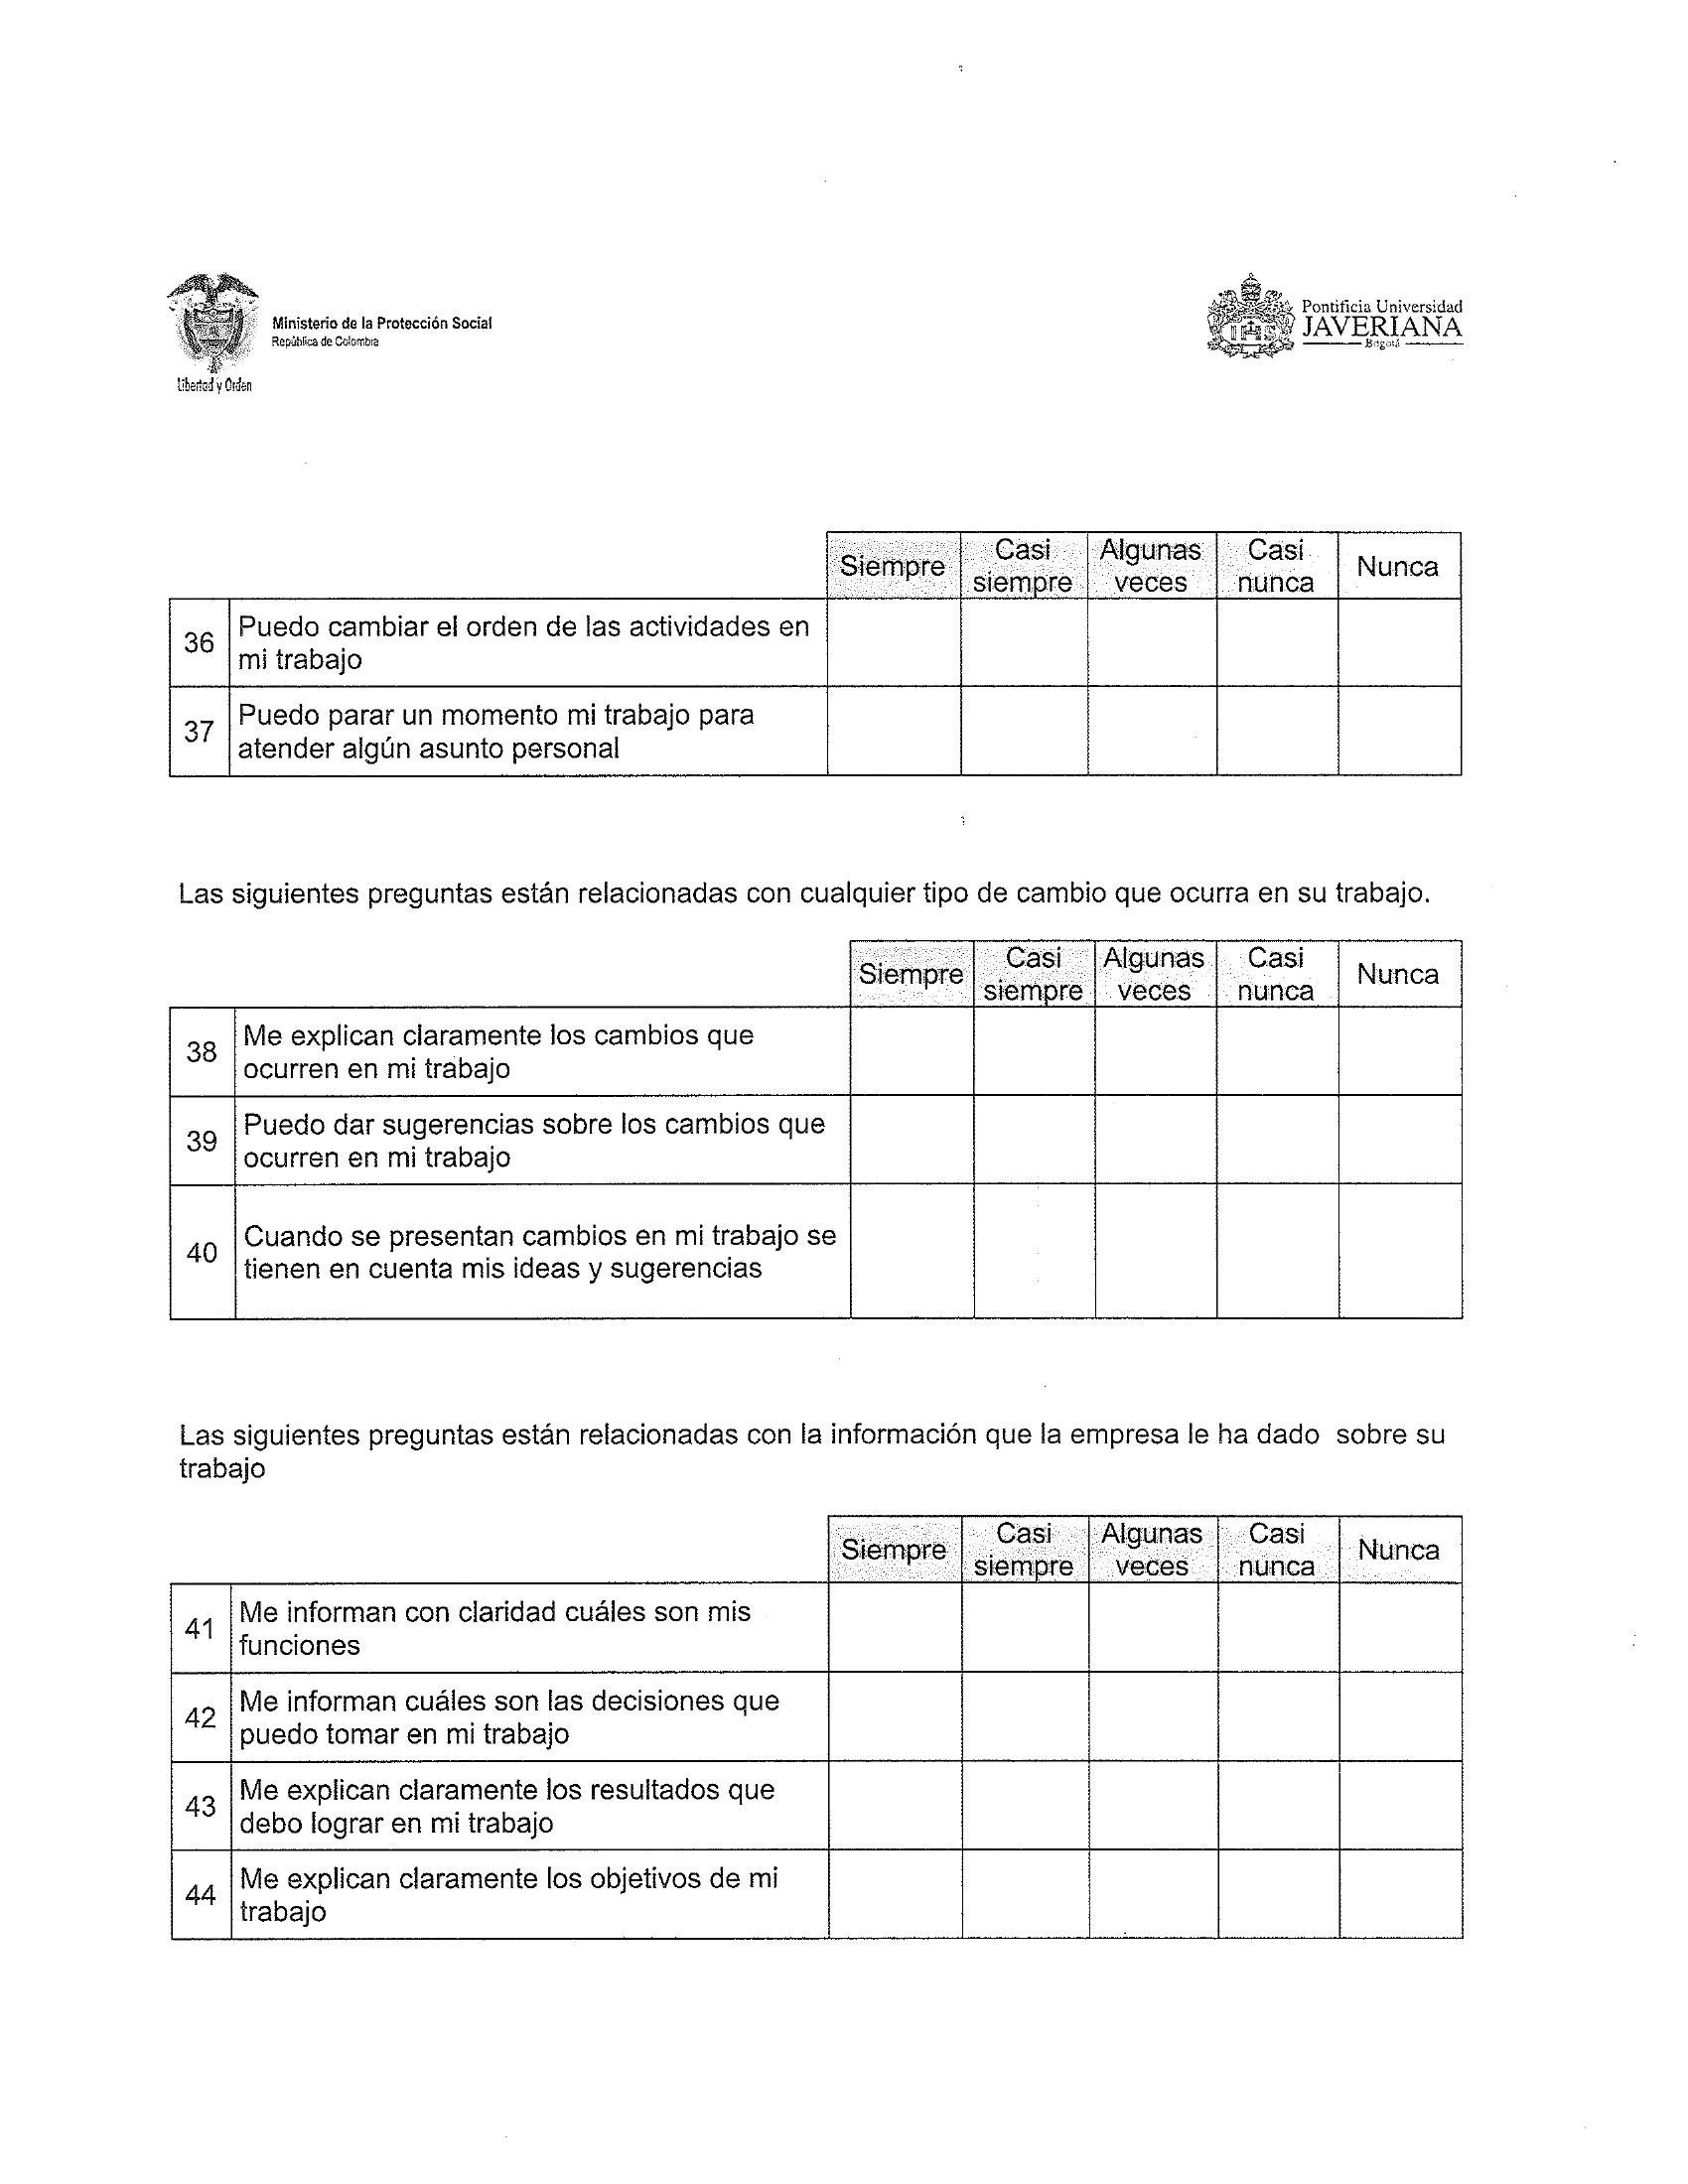 Ministerio de la Protección Social
República de Colombia
Libertad y Orden
Pontificia Universidad
JAVERIANA
Bogotá
Siempre Casi siempre Algunas veces Casi nunca Nunca
36 Puedo cambiar el orden de las actividades en
mi trabajo
37 Puedo parar un momento mi trabajo para
atender algún asunto personal
Las siguientes preguntas están relacionadas con cualquier tipo de cambio que ocurra en su trabajo.
Siempre Casi siempre Algunas veces Casi nunca Nunca
38 Me explican claramente los cambios que
ocurren en mi trabajo
39 Puedo dar sugerencias sobre los cambios que
ocurren en mi trabajo
40 Cuando se presentan cambios en mi trabajo se
tienen en cuenta mis ideas y sugerencias
Las siguientes preguntas están relacionadas con la información que la empresa le ha dado sobre su
trabajo
Siempre Casi siempre Algunas veces Casi nunca Nunca
41 Me informan con claridad cuáles son mis
funciones
42 Me informan cuáles son las decisiones que
puedo tomar en mi trabajo
43 Me explican claramente los resultados que
debo lograr en mi trabajo
44 Me explican claramente los objetivos de mi
trabajo